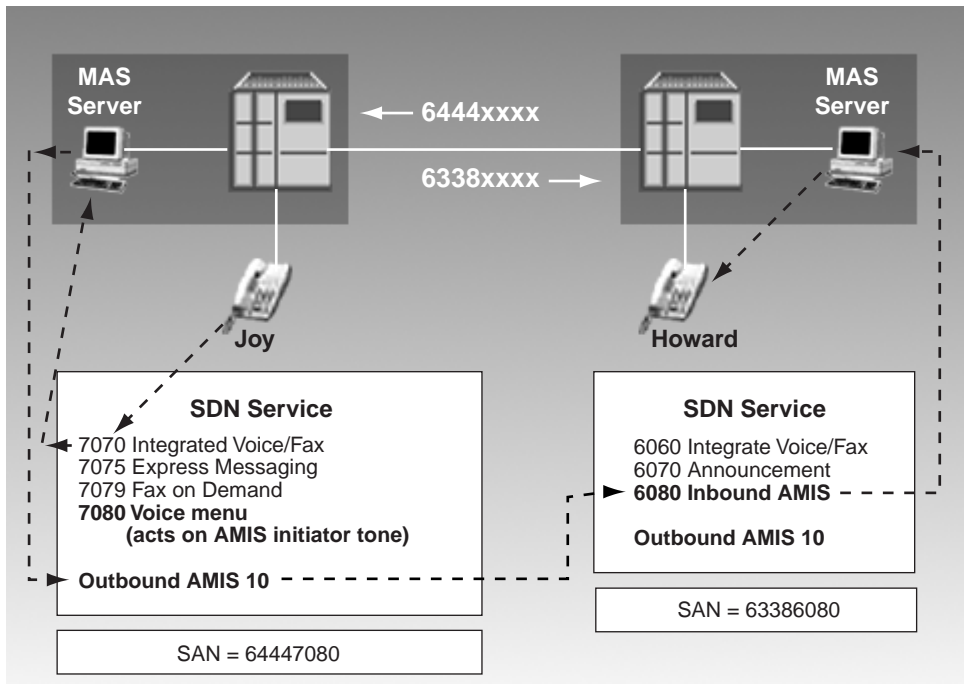 MAS
Server
MAS
Server
6444xxxx
6338xxxx
Joy
Howard
SDN Service
7070 Integrated Voice/Fax
7075 Express Messaging
7079 Fax on Demand
7080 Voice menu
(acts on AMIS initiator tone)
Outbound AMIS 10
SAN = 64447080
SDN Service
6060 Integrate Voice/Fax
6070 Announcement
6080 Inbound AMIS
Outbound AMIS 10
SAN = 63386080